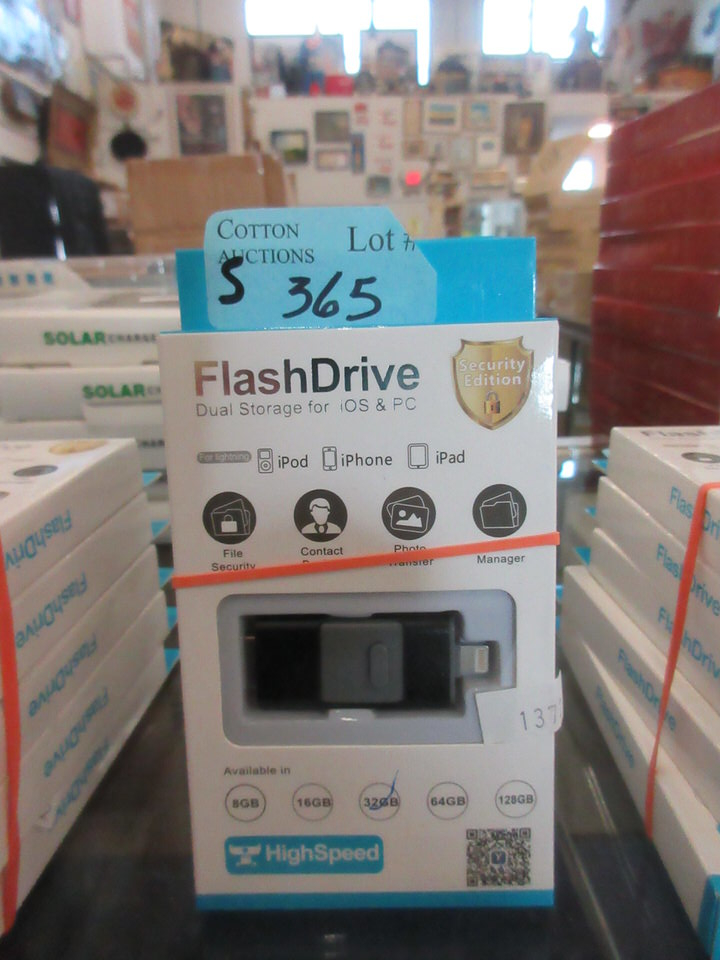 COTTON
AUCTIONS
Lot #
S 365
FlashDrive
Dual Storage for iOS & PC
Security
Edition
For lightning
iPod
iPhone
iPad
File
Security
Contact
Photo
Transfer
Manager
137
Available in
8GB
16GB
32GB
64GB
128GB
HighSpeed
SOLAR
SOLAR
FlashDrive
FlashDrive
FlashDrive
FlashDrive
FlashDrive
FlashDrive
FlashDrive